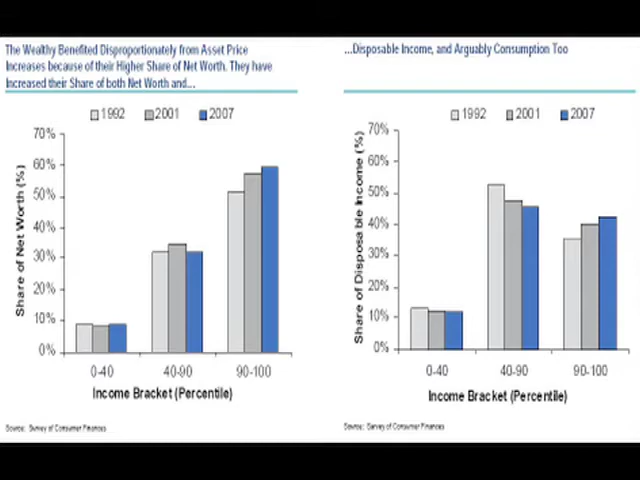 The Wealthy Benefited Disproportionately from Asset Price
Increases because of their Higher Share of Net Worth. They have
Increased their Share of both Net Worth and...
1992 2001 2007
Share of Net Worth (%)
70%
60%
50%
40%
30%
20%
10%
0%
0-40 40-90 90-100
Income Bracket (Percentile)
Source: Survey of Consumer Finances
...Disposable Income, and Arguably Consumption Too
1992 2001 2007
Share of Disposable Income (%)
70%
60%
50%
40%
30%
20%
10%
0%
0-40 40-90 90-100
Income Bracket (Percentile)
Source: Survey of Consumer Finances